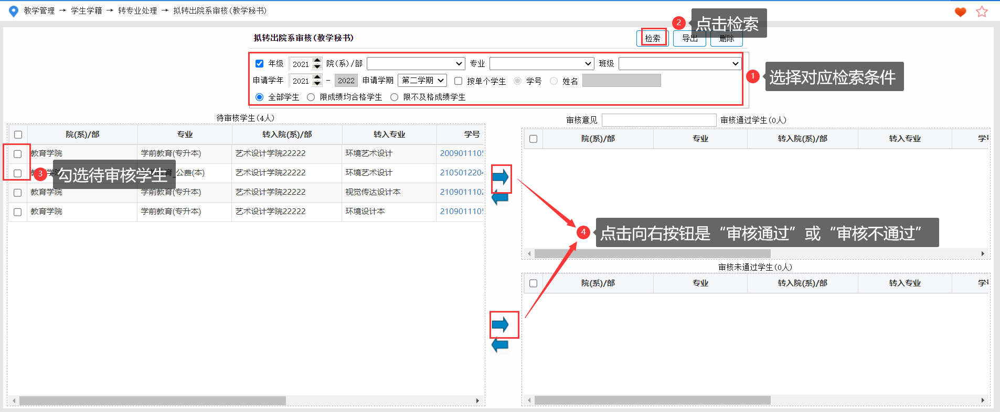 教学管理 → 学生学籍 → 转专业处理 → 拟转出院系审核(教学秘书)
2 点击检索
拟转出院系审核(教学秘书)
检索 导出 删除
年级 2021 院(系)/部 专业 班级
1 选择对应检索条件
申请学年 2021 - 2022 申请学期 第二学期 按单个学生 学号 姓名
全部学生 限成绩均合格学生 限不及格成绩学生
待审核学生(4人)
院(系)/部 专业 转入院(系)/部 转入专业 学号
教育学院 学前教育(专升本) 艺术设计学院22222 环境艺术设计 200901110
公费(本) 艺术设计学院22222 环境艺术设计 210501220
3 勾选待审核学生
教育学院 学前教育(专升本) 艺术设计学院22222 视觉传达设计本 210901110
教育学院 学前教育(专升本) 艺术设计学院22222 环境设计本 210901110
审核意见 审核通过学生(0人)
院(系)/部 专业 转入院(系)/部 转入专业 学号
4 点击向右按钮是“审核通过”或“审核不通过”
审核未通过学生(0人)
院(系)/部 专业 转入院(系)/部 转入专业 学号